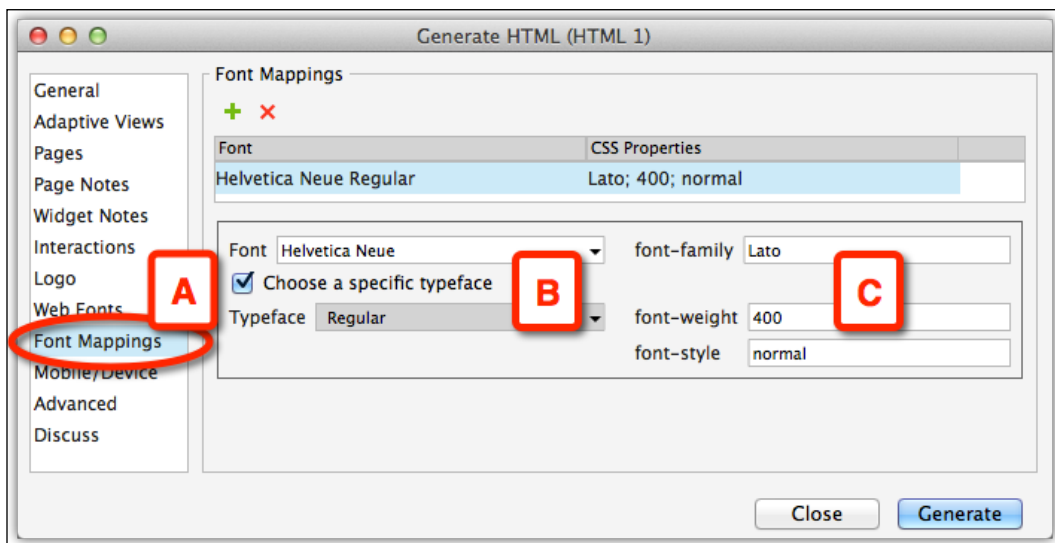 Generate HTML (HTML 1)
General
Adaptive Views
Pages
Page Notes
Widget Notes
Interactions
Logo
Web Fonts
Font Mappings
Mobile/Device
Advanced
Discuss
A
Font Mappings
Font CSS Properties
Helvetica Neue Regular Lato; 400; normal
Font Helvetica Neue
Choose a specific typeface
Typeface Regular
B
font-family Lato
font-weight 400
font-style normal
C
Close Generate